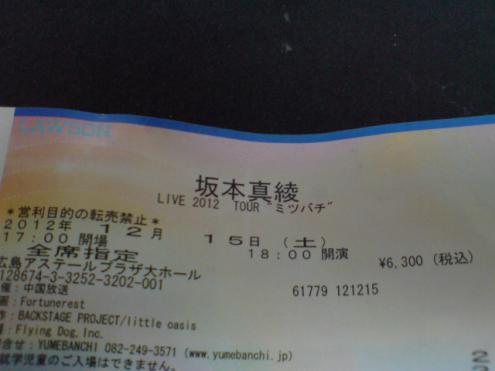 LAWSON
坂本真綾
LIVE 2012 TOUR "ミツバチ"
*営利目的の転売禁止*
2012年 12月 15日 (土)
17:00 開場 18:00 開演 ¥6,300 (税込)
全席指定
広島アステールプラザ大ホール
128674-3-3252-3202-001 61779 121215
催:中国放送
画:Fortunerest
作:BACKSTAGE PROJECT/little oasis
Flying Dog,Inc.
合せ:YUMEBANCHI 082-249-3571 (www.yumebanchi.jp)
就学児童のご入場はできません。